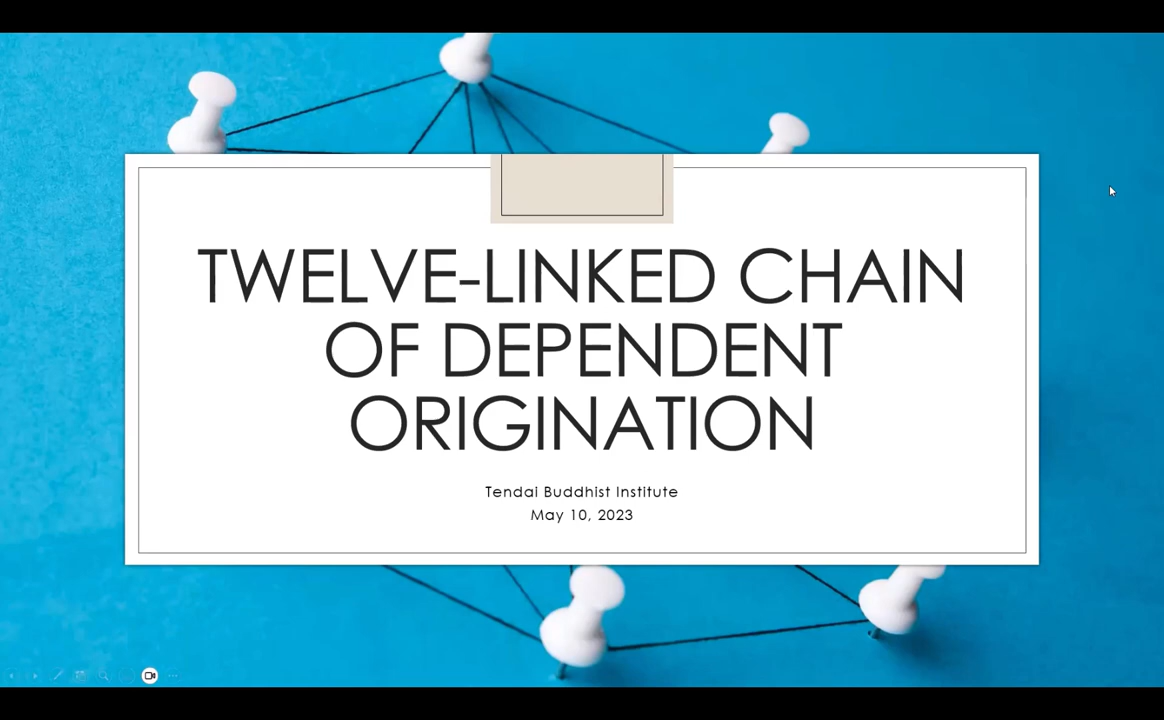 TWELVE-LINKED CHAIN
OF DEPENDENT
ORIGINATION
Tendai Buddhist Institute
May 10, 2023